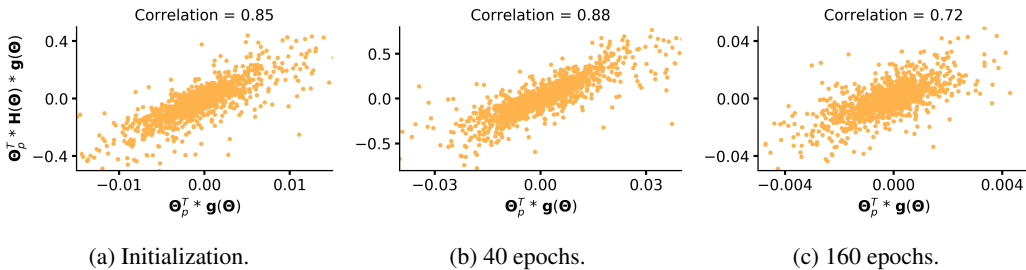 Correlation = 0.85
0.4
0.0
−0.4
−0.01
0.00
0.01
Θ_p^T * H(Θ) * g(Θ)
Θ_p^T * g(Θ)
(a) Initialization.
Correlation = 0.88
0.5
0.0
−0.5
−0.03
0.00
0.03
Θ_p^T * g(Θ)
(b) 40 epochs.
Correlation = 0.72
0.04
0.00
−0.04
−0.004
0.000
0.004
Θ_p^T * g(Θ)
(c) 160 epochs.